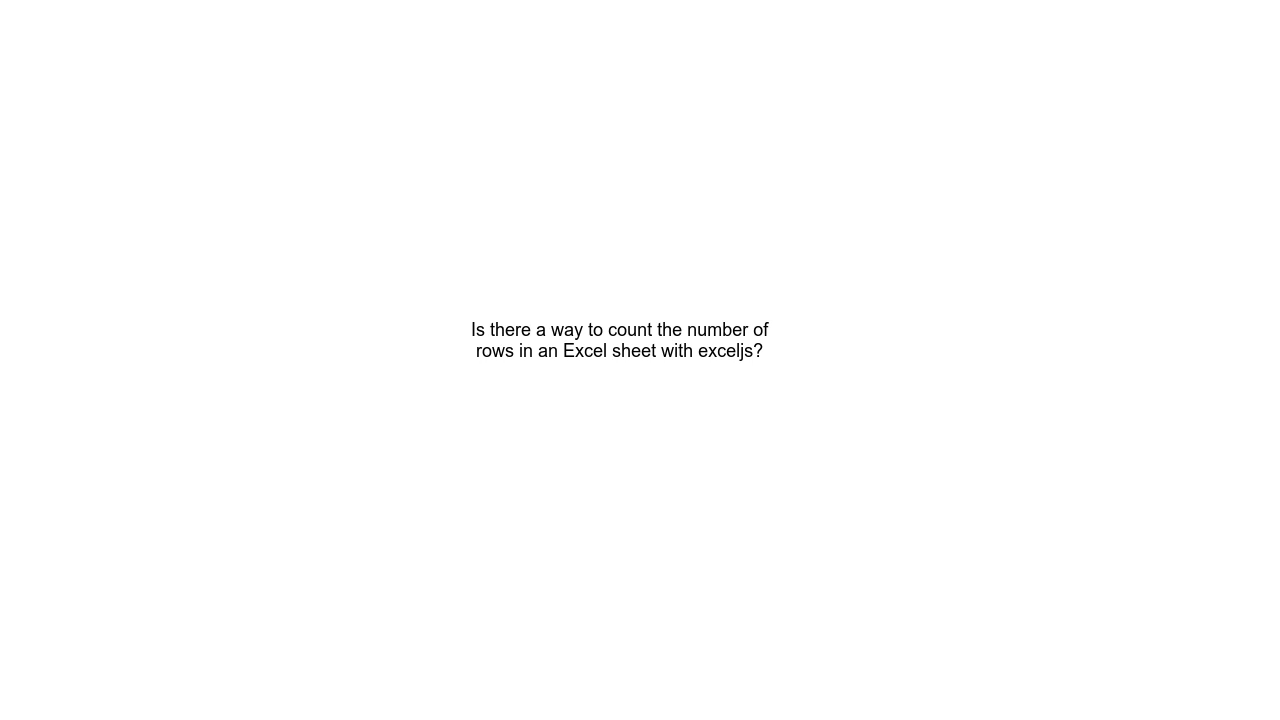 Is there a way to count the number of
rows in an Excel sheet with exceljs?